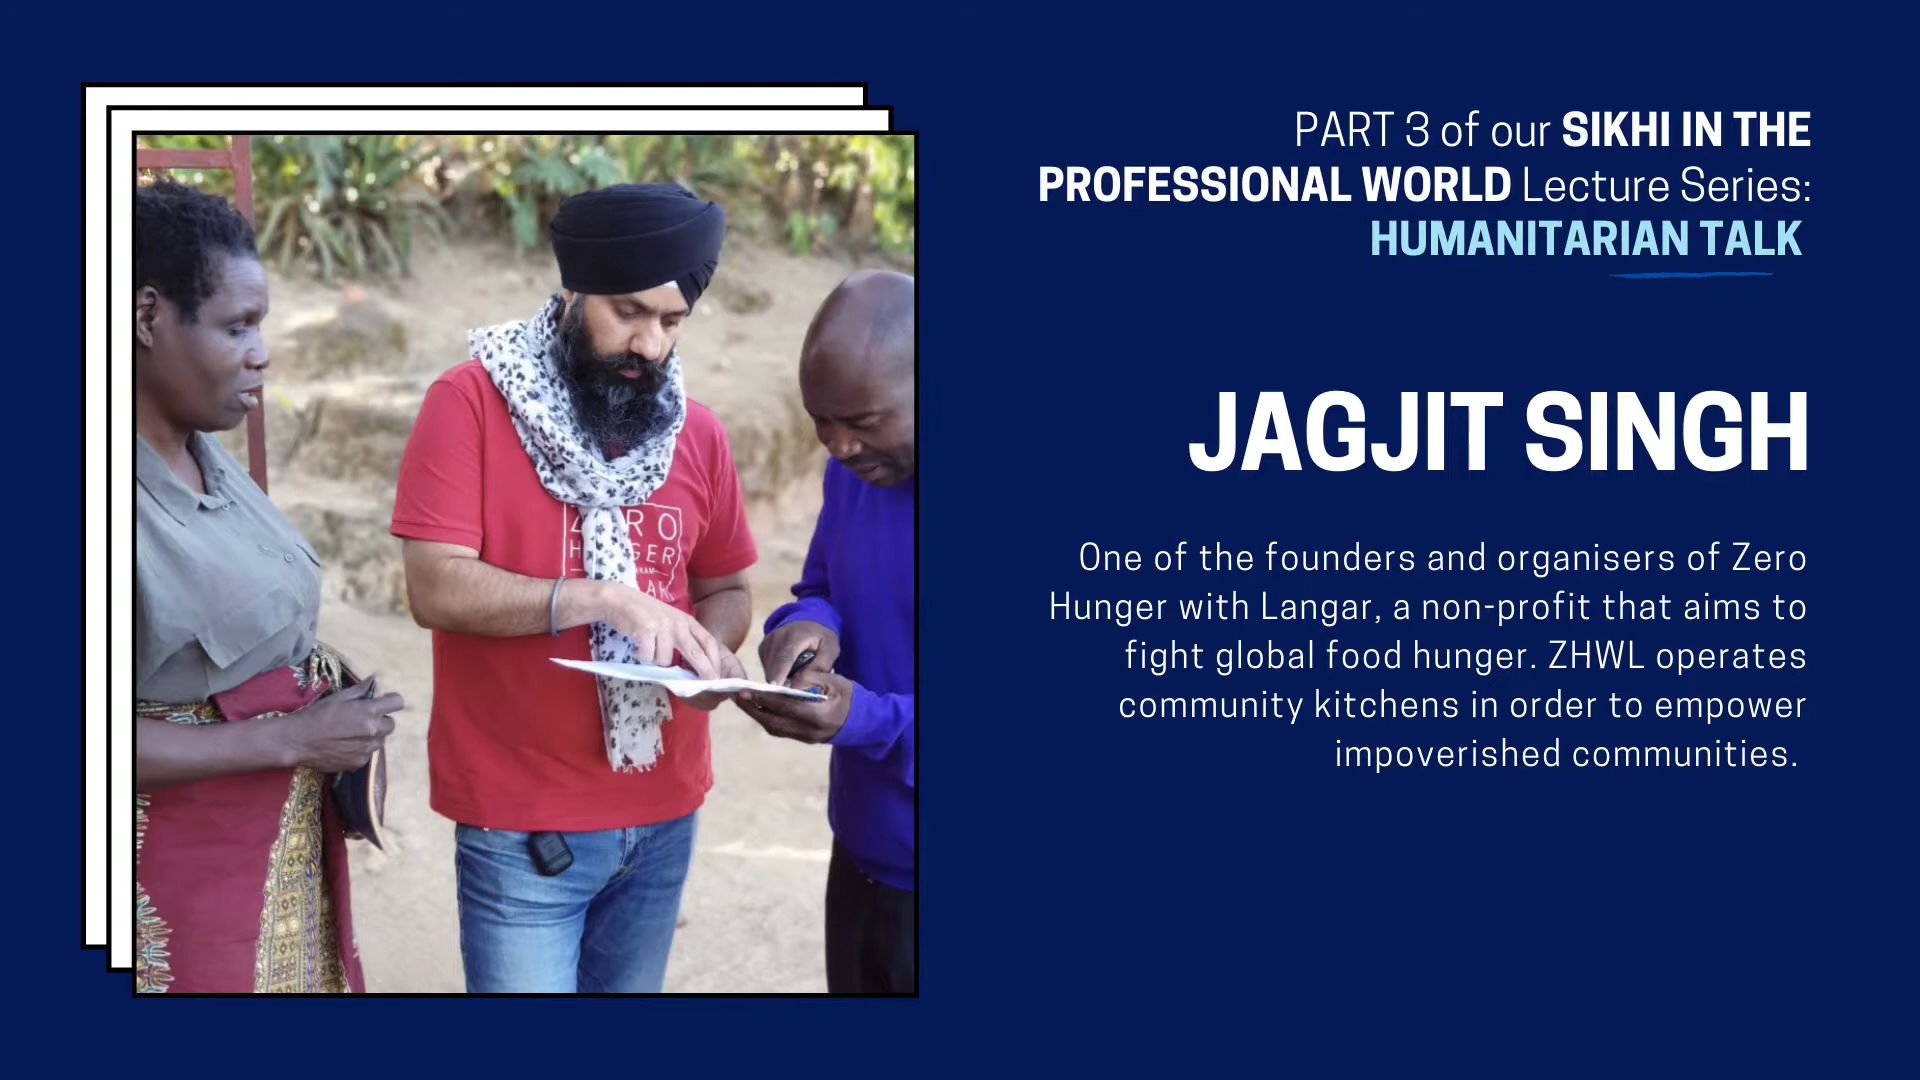 PART 3 of our SIKHI IN THE
PROFESSIONAL WORLD Lecture Series:
HUMANITARIAN TALK
JAGJIT SINGH
One of the founders and organisers of Zero
Hunger with Langar, a non-profit that aims to
fight global food hunger. ZHWL operates
community kitchens in order to empower
impoverished communities.